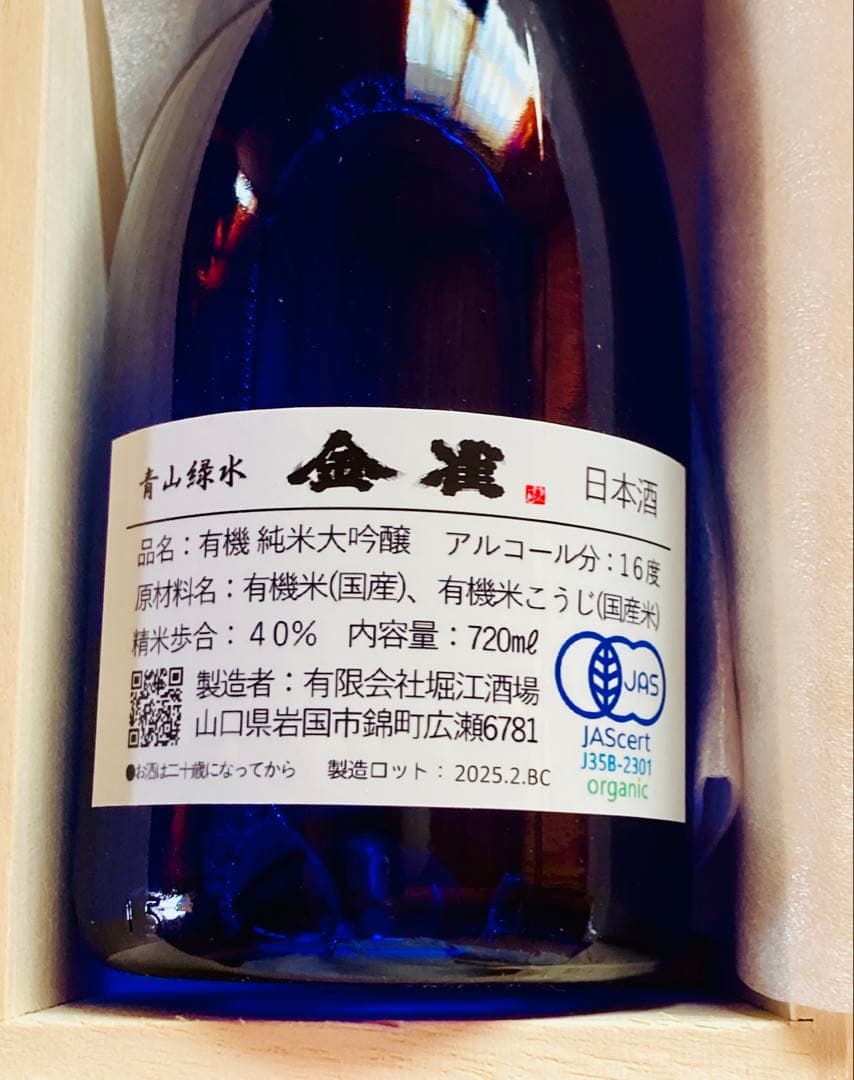 青山緑水 金雀 日本酒
品名：有機 純米大吟醸 アルコール分：16度
原材料名：有機米(国産)、有機米こうじ(国産米)
精米歩合：40% 内容量：720mℓ
製造者：有限会社堀江酒場
山口県岩国市錦町広瀬6781
●お酒は二十歳になってから 製造ロット：2025.2.BC
JAS
JAScert
J35B-2301
organic